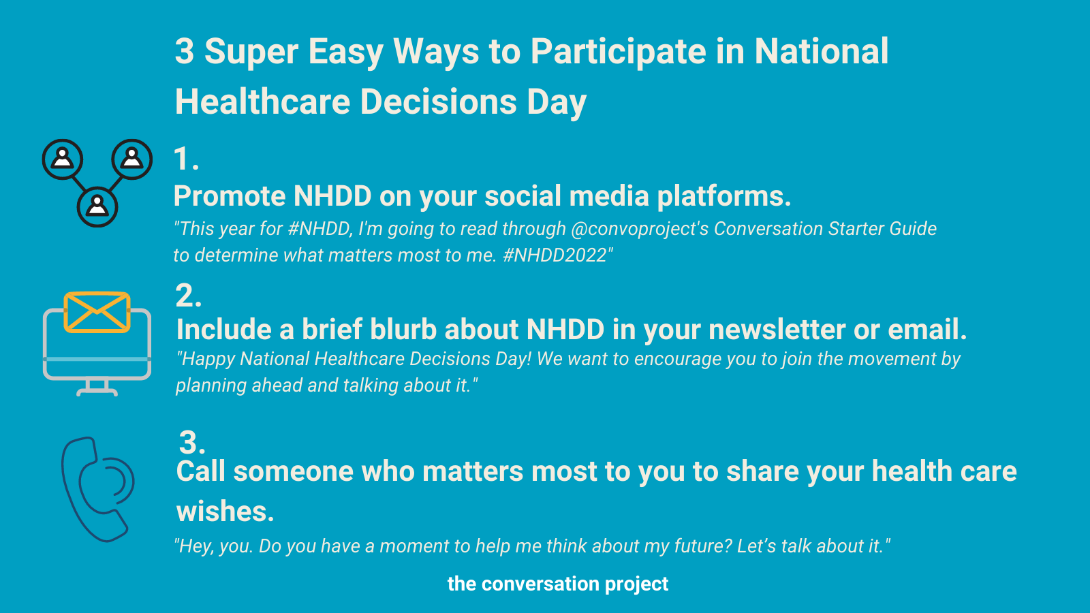 3 Super Easy Ways to Participate in National
Healthcare Decisions Day
1.
Promote NHDD on your social media platforms.
"This year for #NHDD, I'm going to read through @convoproject's Conversation Starter Guide
to determine what matters most to me. #NHDD2022"
2.
Include a brief blurb about NHDD in your newsletter or email.
"Happy National Healthcare Decisions Day! We want to encourage you to join the movement by
planning ahead and talking about it."
3.
Call someone who matters most to you to share your health care
wishes.
"Hey, you. Do you have a moment to help me think about my future? Let’s talk about it."
the conversation project